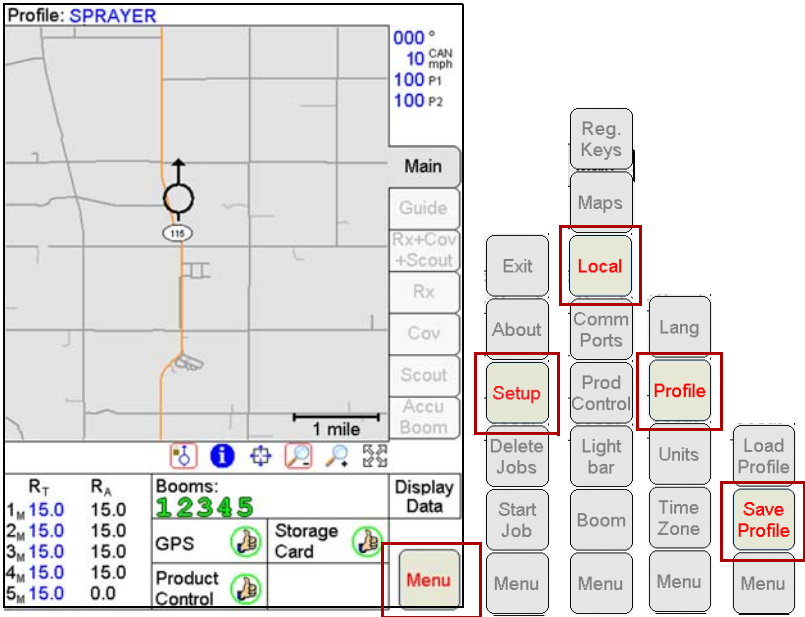 Profile: SPRAYER
000 °
10 CAN mph
100 P1
100 P2
Main
Guide
Rx+Cov
+Scout
Rx
Cov
Scout
Accu
Boom
115
1 mile
RT RA
1M 15.0 15.0
2M 15.0 15.0
3M 15.0 15.0
4M 15.0 15.0
5M 15.0 0.0
Booms:
12345
GPS
Storage
Card
Product
Control
Display
Data
Menu
Exit
About
Setup
Delete
Jobs
Start
Job
Menu
Reg.
Keys
Maps
Local
Comm
Ports
Prod
Control
Light
bar
Boom
Menu
Lang
Profile
Units
Time
Zone
Menu
Load
Profile
Save
Profile
Menu